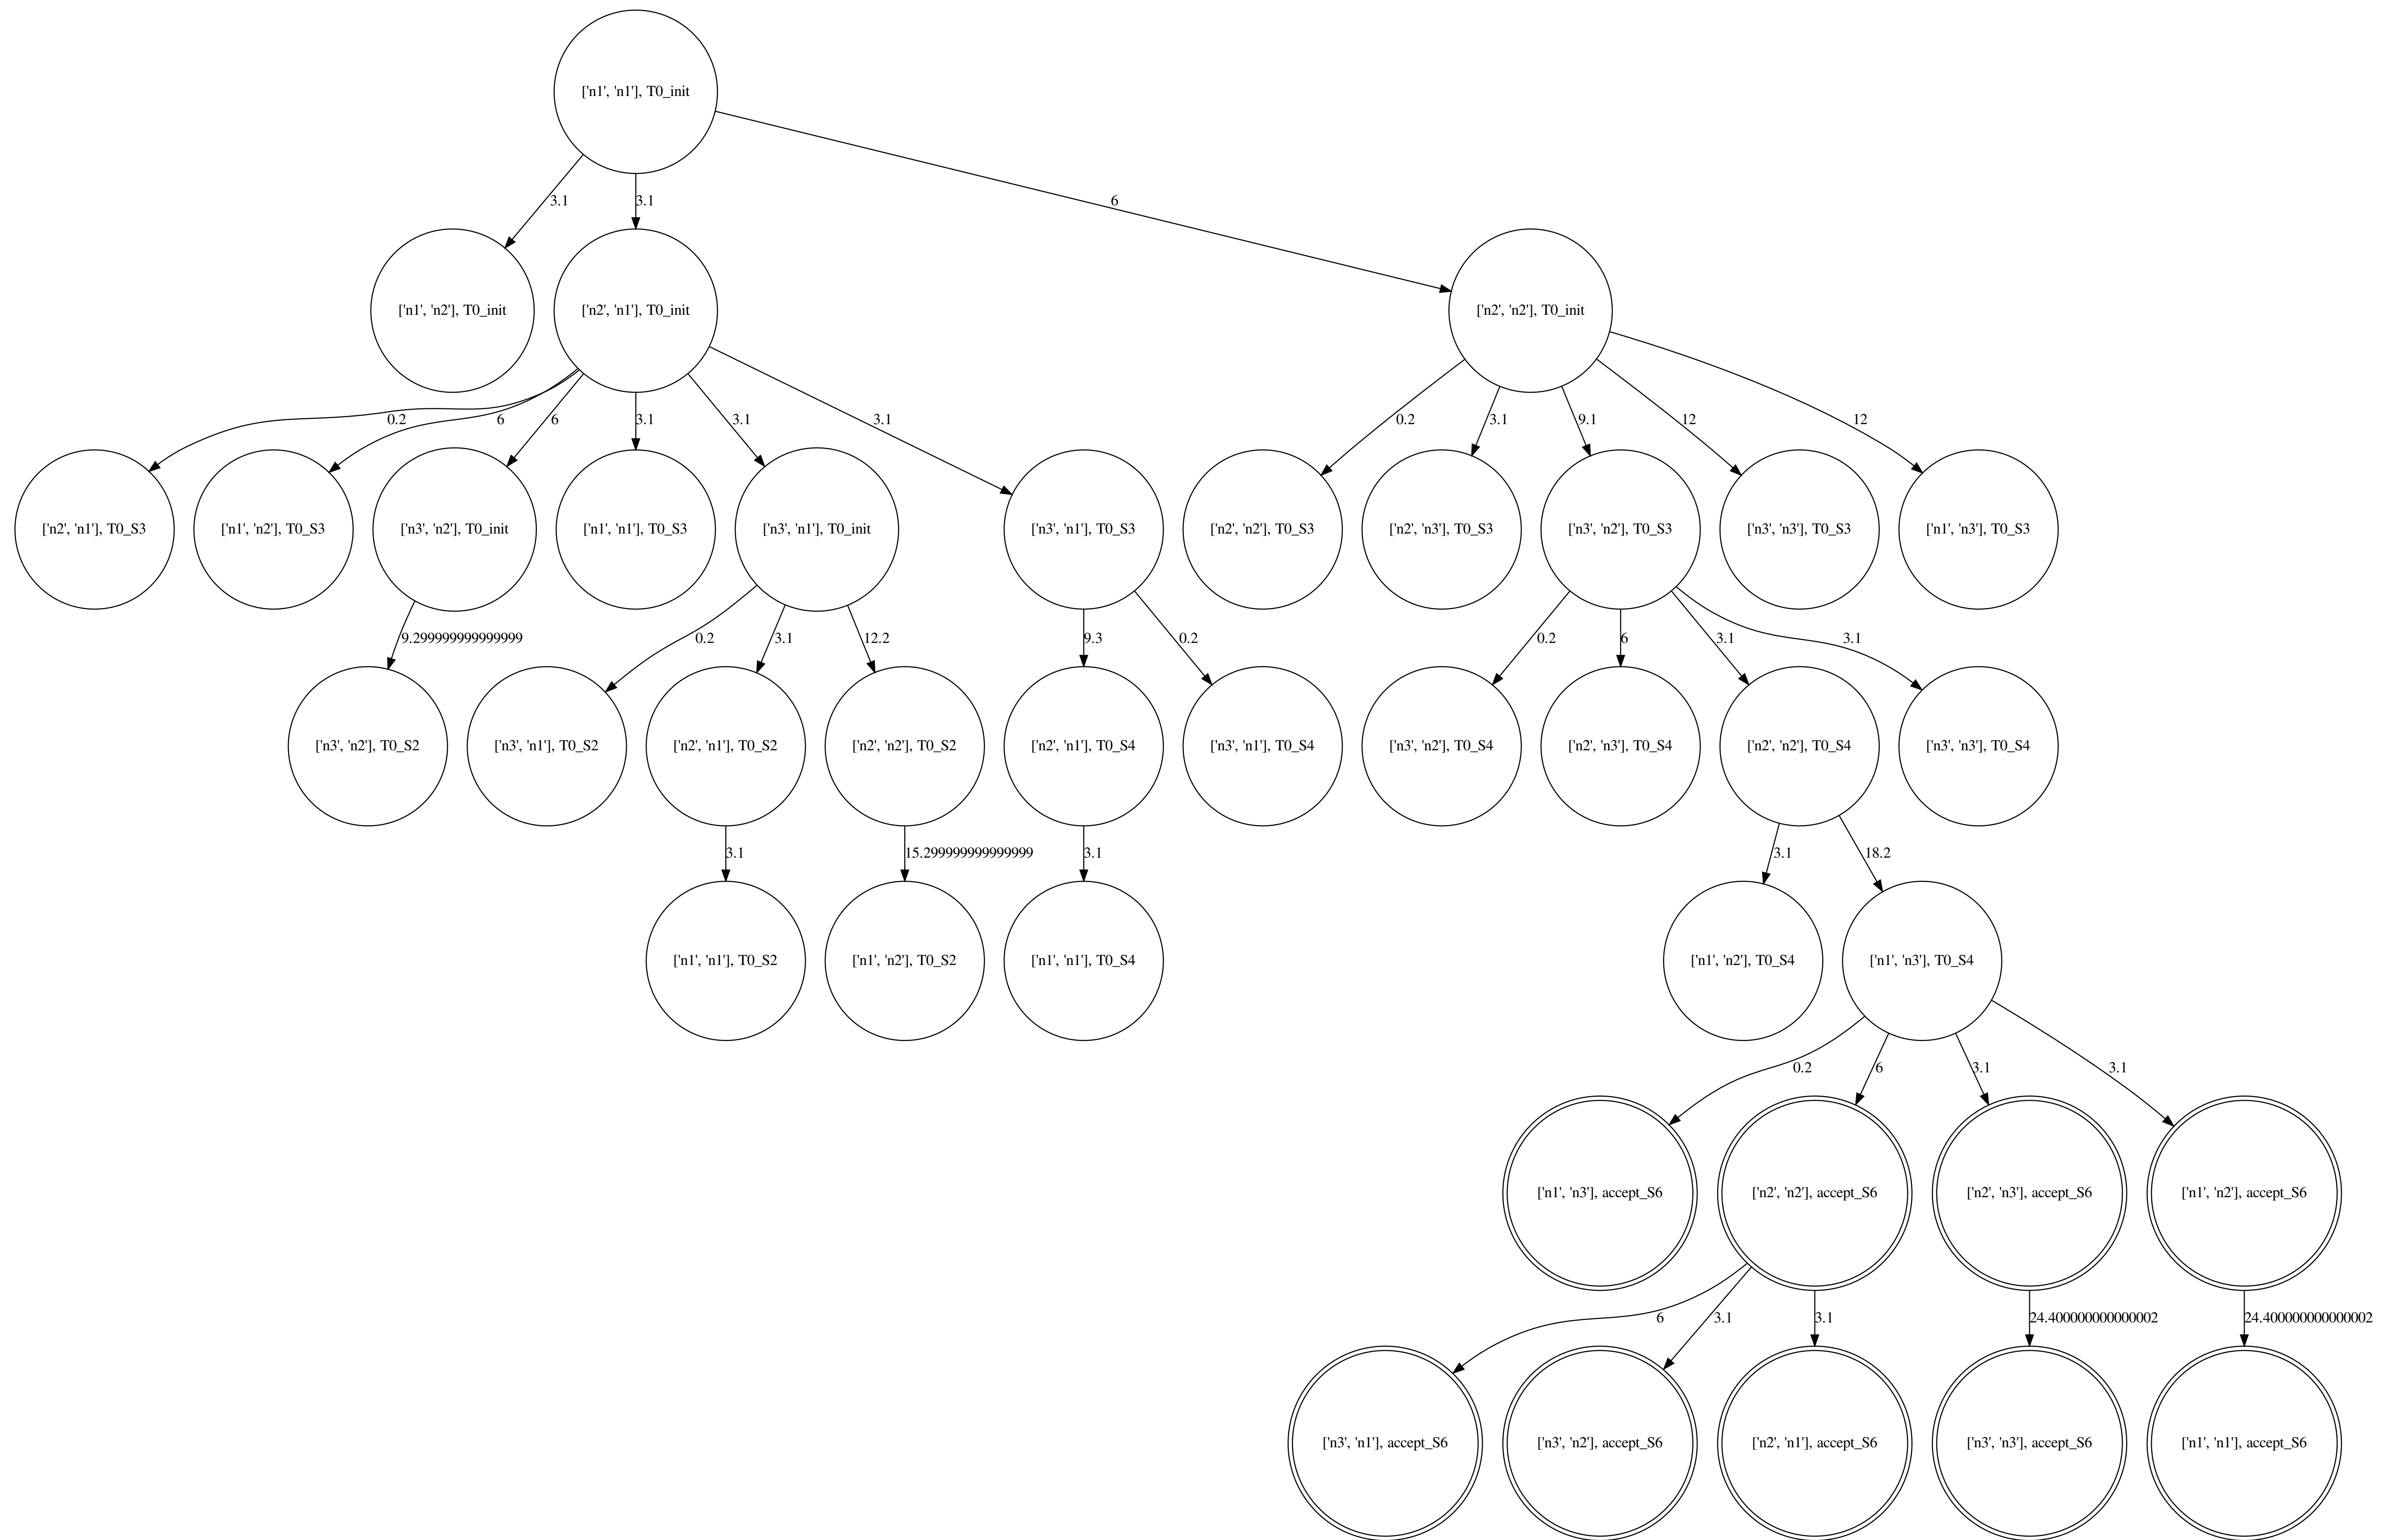 ['n1', 'n1'], T0_init
3.1
3.1
6
['n1', 'n2'], T0_init
['n2', 'n1'], T0_init
['n2', 'n2'], T0_init
0.2
6
6
3.1
3.1
3.1
0.2
3.1
9.1
12
12
['n2', 'n1'], T0_S3
['n1', 'n2'], T0_S3
['n3', 'n2'], T0_init
['n1', 'n1'], T0_S3
['n3', 'n1'], T0_init
['n3', 'n1'], T0_S3
['n2', 'n2'], T0_S3
['n2', 'n3'], T0_S3
['n3', 'n2'], T0_S3
['n3', 'n3'], T0_S3
['n1', 'n3'], T0_S3
9.299999999999999
0.2
3.1
12.2
9.3
0.2
0.2
6
3.1
3.1
['n3', 'n2'], T0_S2
['n3', 'n1'], T0_S2
['n2', 'n1'], T0_S2
['n2', 'n2'], T0_S2
['n2', 'n1'], T0_S4
['n3', 'n1'], T0_S4
['n3', 'n2'], T0_S4
['n2', 'n3'], T0_S4
['n2', 'n2'], T0_S4
['n3', 'n3'], T0_S4
3.1
15.299999999999999
3.1
3.1
18.2
['n1', 'n1'], T0_S2
['n1', 'n2'], T0_S2
['n1', 'n1'], T0_S4
['n1', 'n2'], T0_S4
['n1', 'n3'], T0_S4
0.2
6
3.1
3.1
['n1', 'n3'], accept_S6
['n2', 'n2'], accept_S6
['n2', 'n3'], accept_S6
['n1', 'n2'], accept_S6
6
3.1
3.1
24.400000000000002
24.400000000000002
['n3', 'n1'], accept_S6
['n3', 'n2'], accept_S6
['n2', 'n1'], accept_S6
['n3', 'n3'], accept_S6
['n1', 'n1'], accept_S6